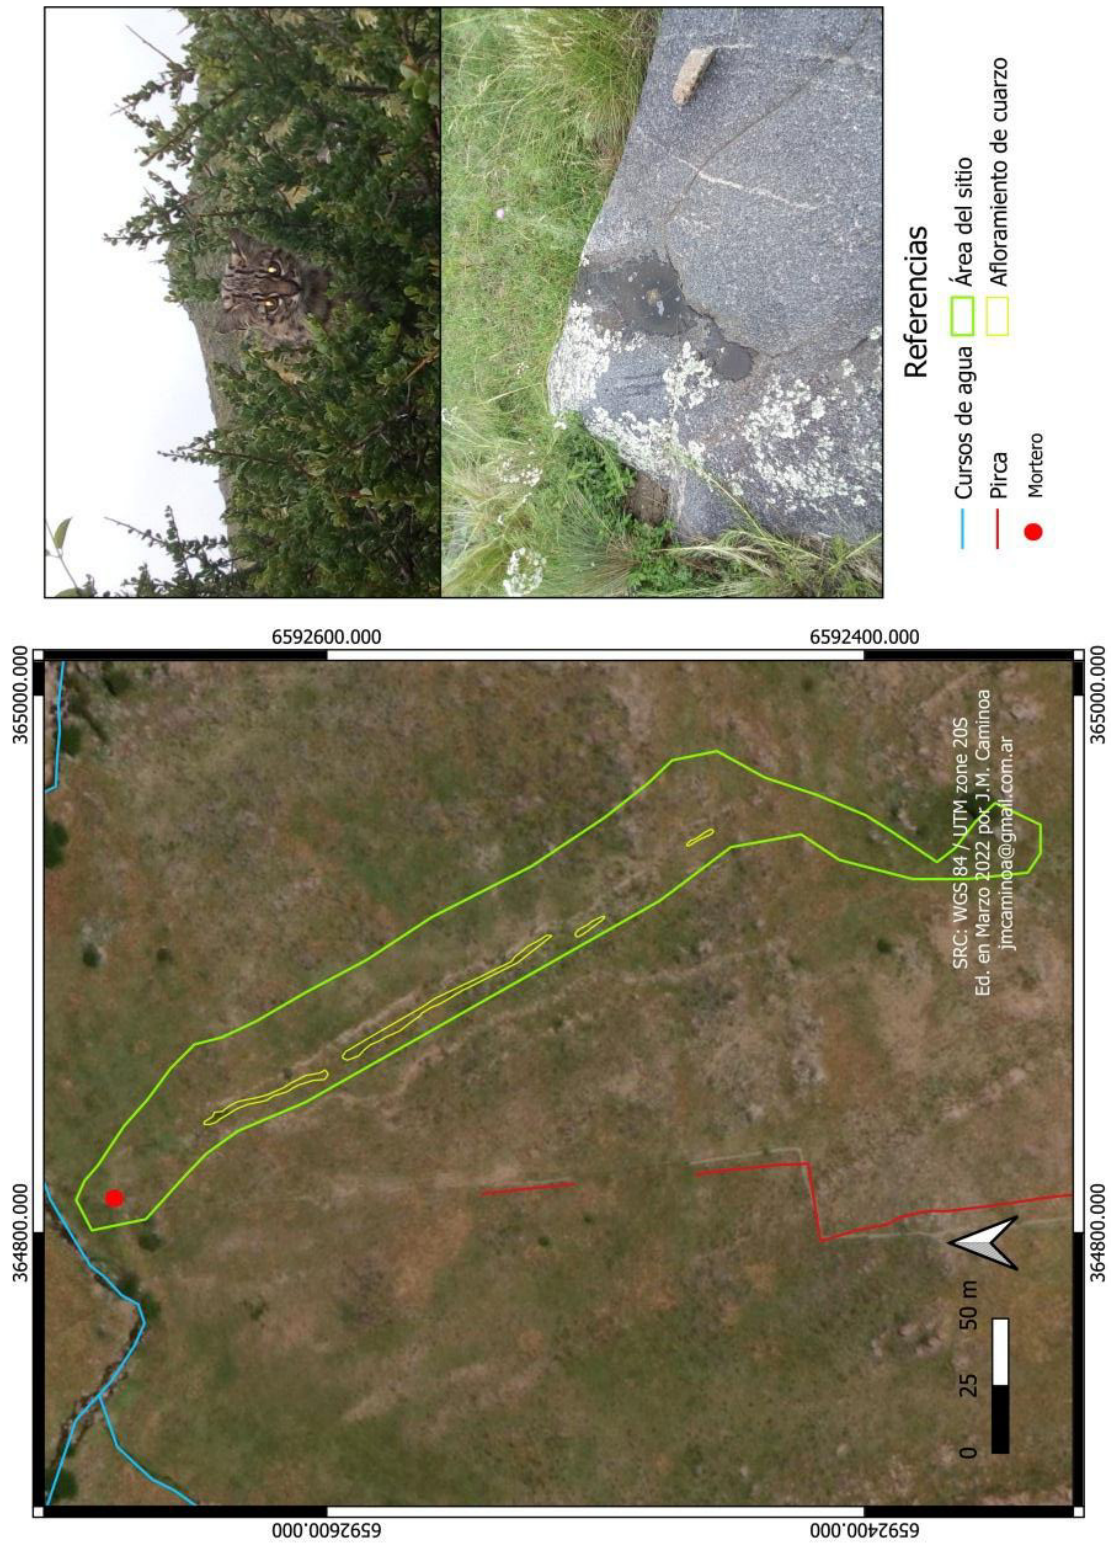 365000.000
364800.000
6592600.000
6592400.000
6592600.000
6592400.000
365000.000
364800.000
0 25 50 m
SRC: WGS 84 / UTM zone 20S
Ed. en Marzo 2022 por J.M. Caminoa
jmcaminoa@gmail.com.ar
Referencias
Cursos de agua
Pirca
Mortero
Área del sitio
Afloramiento de cuarzo